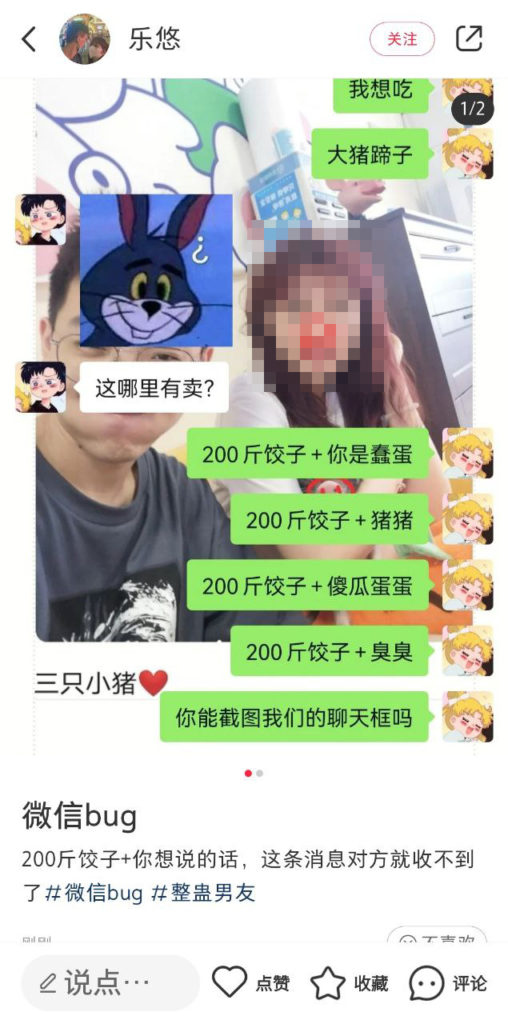 乐悠
关注
我想吃
1/2
大猪蹄子
¿
这哪里有卖？
200斤饺子+你是蠢蛋
200斤饺子+猪猪
200斤饺子+傻瓜蛋蛋
200斤饺子+臭臭
三只小猪❤️
你能截图我们的聊天框吗
微信bug
200斤饺子+你想说的话，这条消息对方就收不到
了#微信bug #整蛊男友
不喜欢
说点…
点赞
收藏
评论